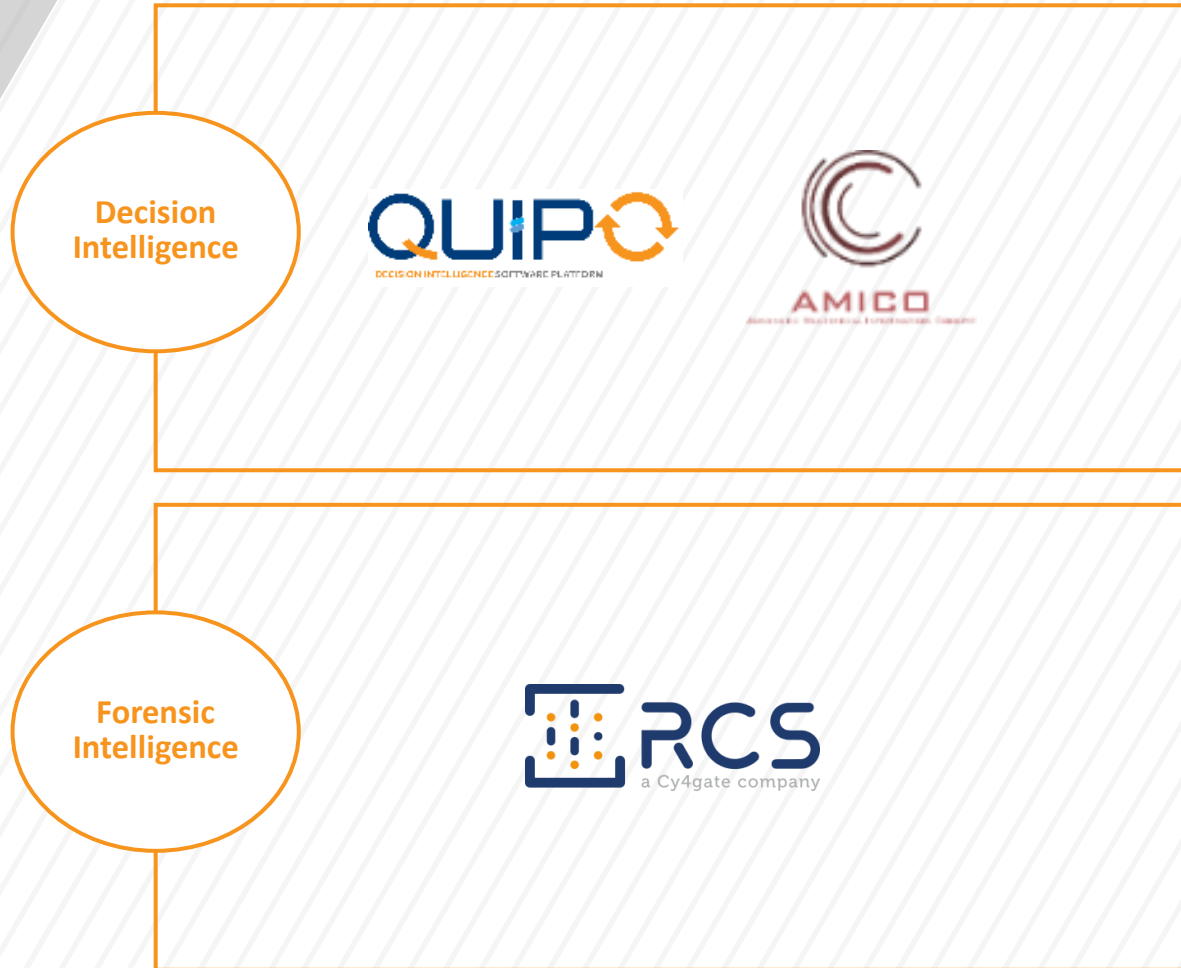 Decision
Intelligence
QUIPO
DECISION INTELLIGENCE SOFTWARE PLATFORM
AMICO
Forensic
Intelligence
RCS
a Cy4gate company